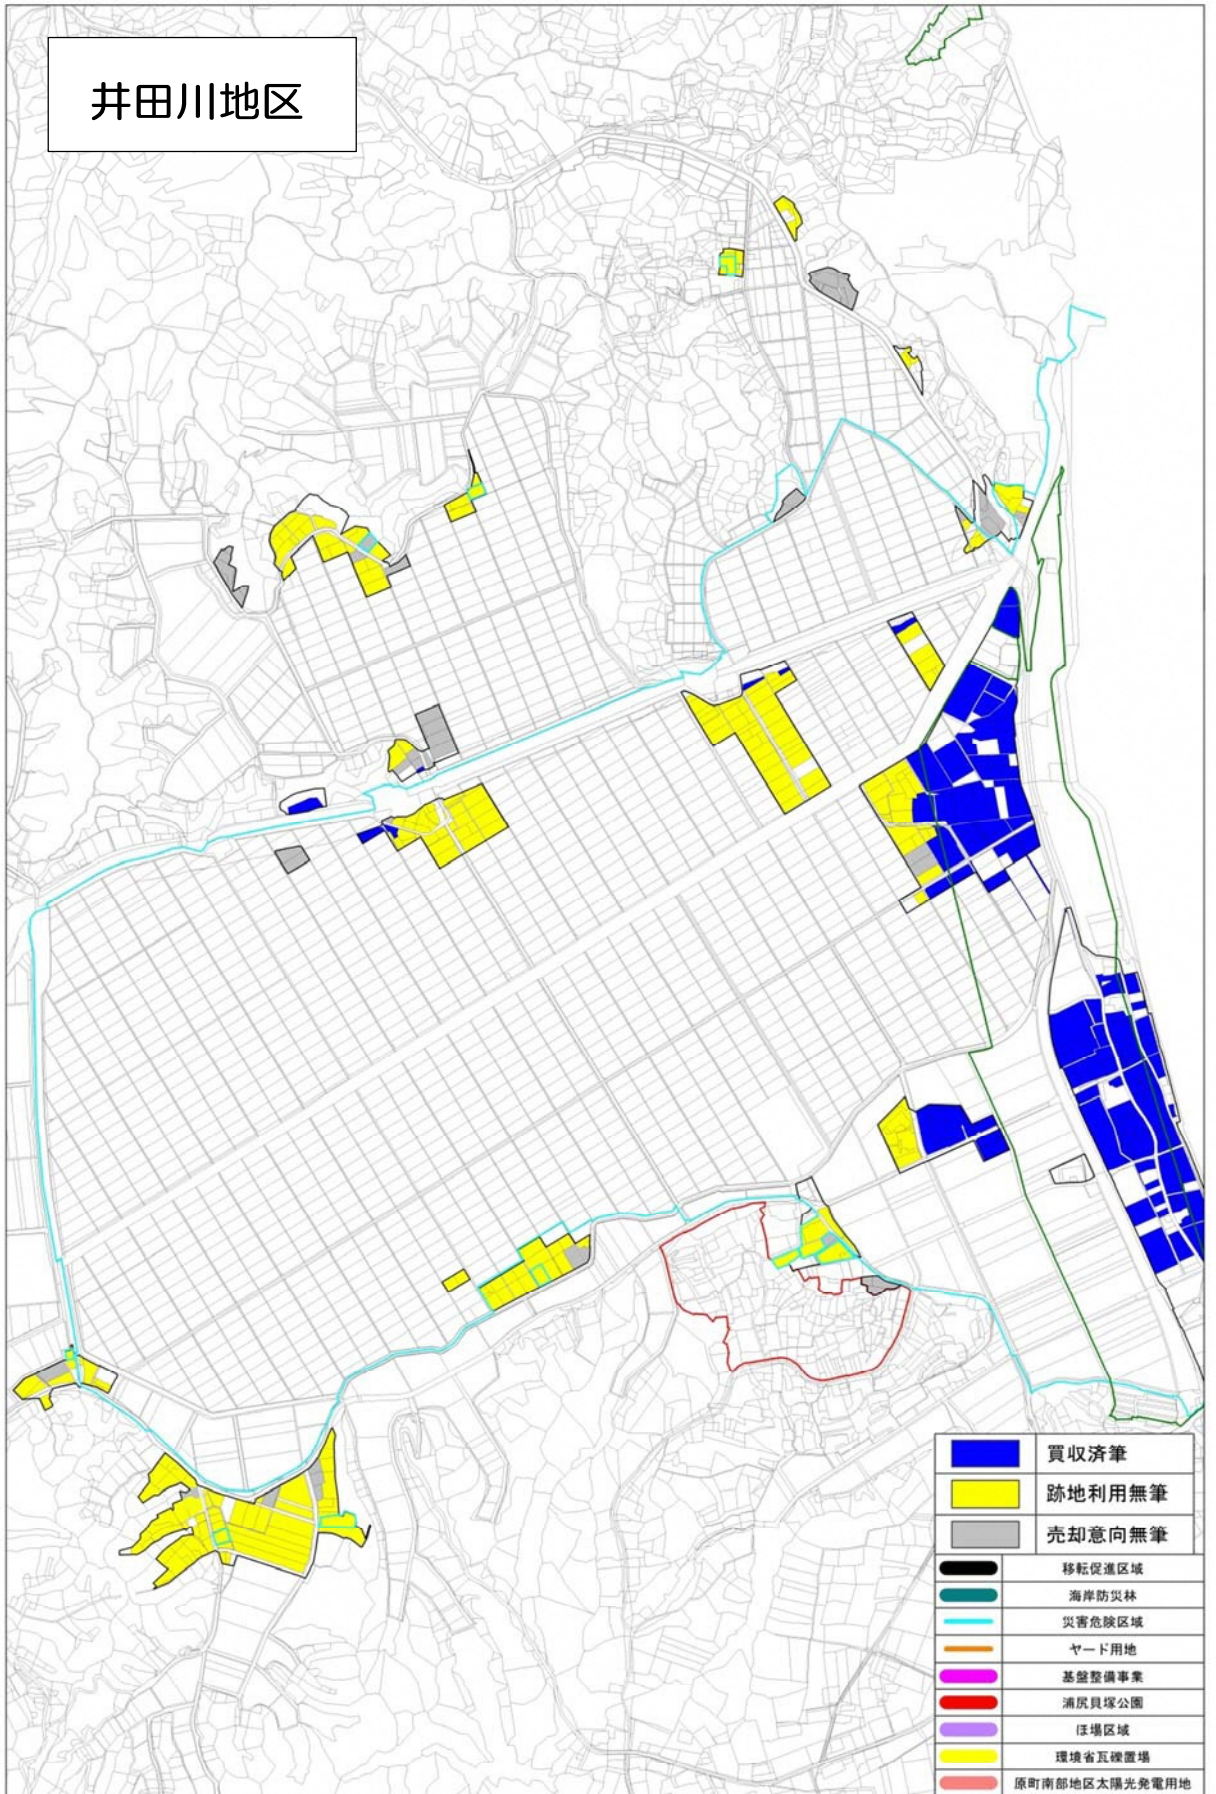 井田川地区
買収済筆
跡地利用無筆
売却意向無筆
移転促進区域
海岸防災林
災害危険区域
ヤード用地
基盤整備事業
浦尻貝塚公園
ほ場区域
環境省瓦礫置場
原町南部地区太陽光発電用地